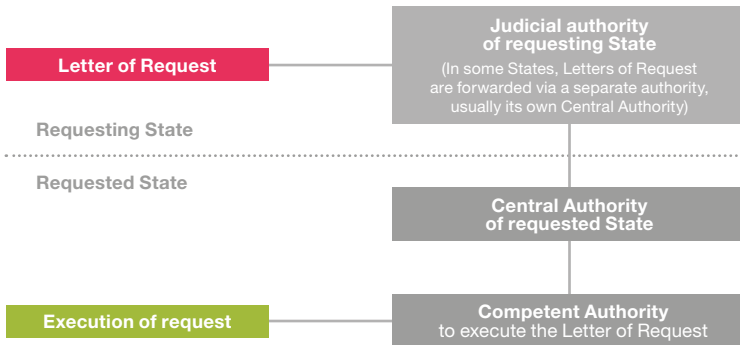 Judicial authority
of requesting State
Letter of Request
(In some States, Letters of Request
are forwarded via a separate authority,
usually its own Central Authority)
Requesting State
Requested State
Central Authority
of requested State
Competent Authority
Execution of request
to execute the Letter of Request